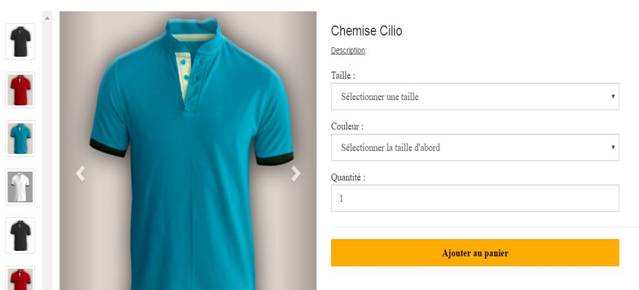 Chemise Cilio
Description:
Taille :
Sélectionner une taille
Couleur :
Sélectionner la taille d'abord
Quantité :
1
Ajouter au panier